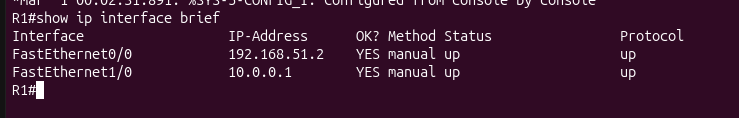 *Mar  1 00:02:51.891: %SYS-5-CONFIG_I: Configured from console by console
R1#show ip interface brief
Interface                  IP-Address      OK? Method Status                Protocol
FastEthernet0/0            192.168.51.2    YES manual up                    up
FastEthernet1/0            10.0.0.1        YES manual up                    up
R1#